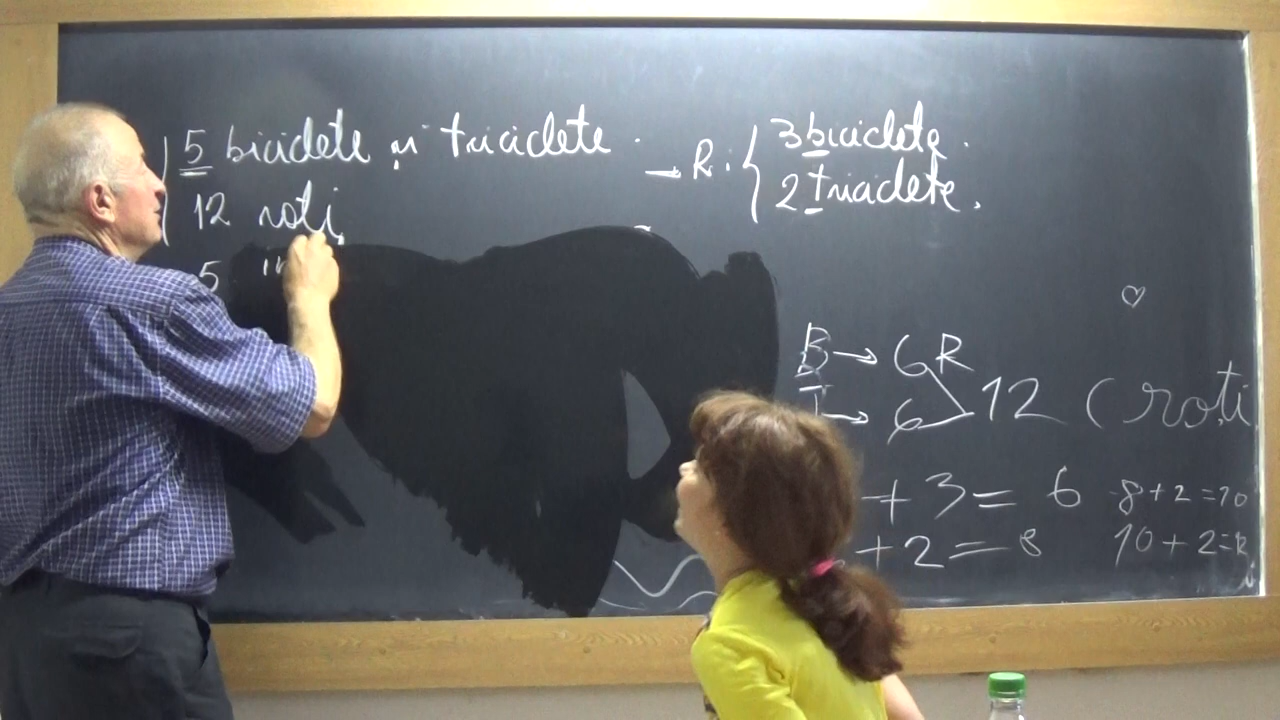 5 biciclete și triciclete.
12 roți
5
→ R: 3 biciclete.
2 triciclete.
B → 6 R
T → 6
12 (roți
+ 3 = 6
+ 2 = 8
8 + 2 = 10
10 + 2 = 12